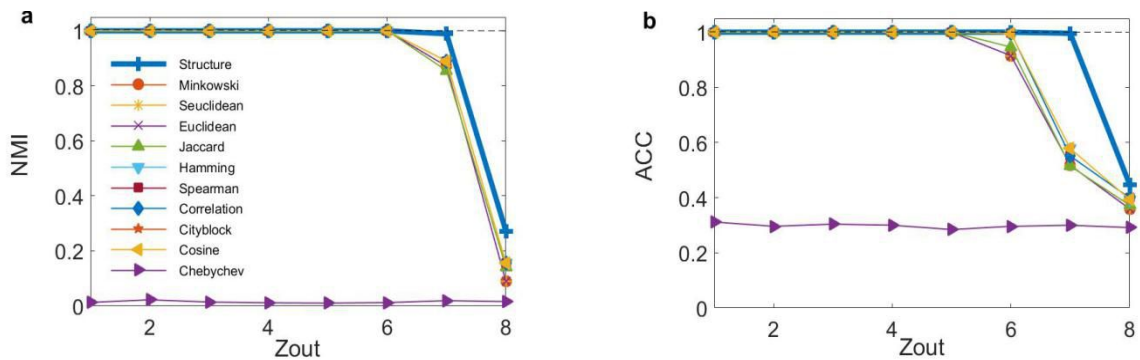 a
NMI
1
0.8
0.6
0.4
0.2
0
Structure
Minkowski
Seuclidean
Euclidean
Jaccard
Hamming
Spearman
Correlation
Cityblock
Cosine
Chebychev
2
4
6
8
Zout
b
ACC
1
0.8
0.6
0.4
0.2
0
2
4
6
8
Zout